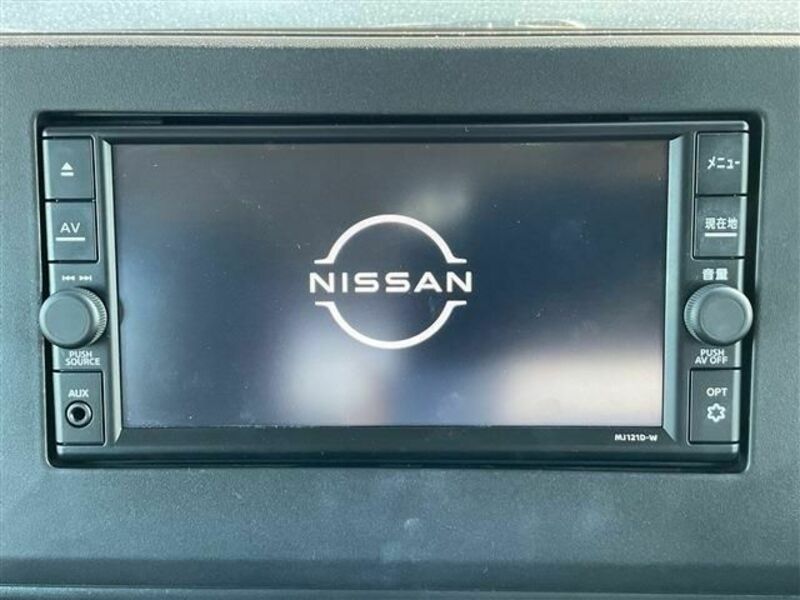 AV
PUSH
SOURCE
AUX
NISSAN
メニュー
現在地
音量
PUSH
AV OFF
OPT
MJ121D-W